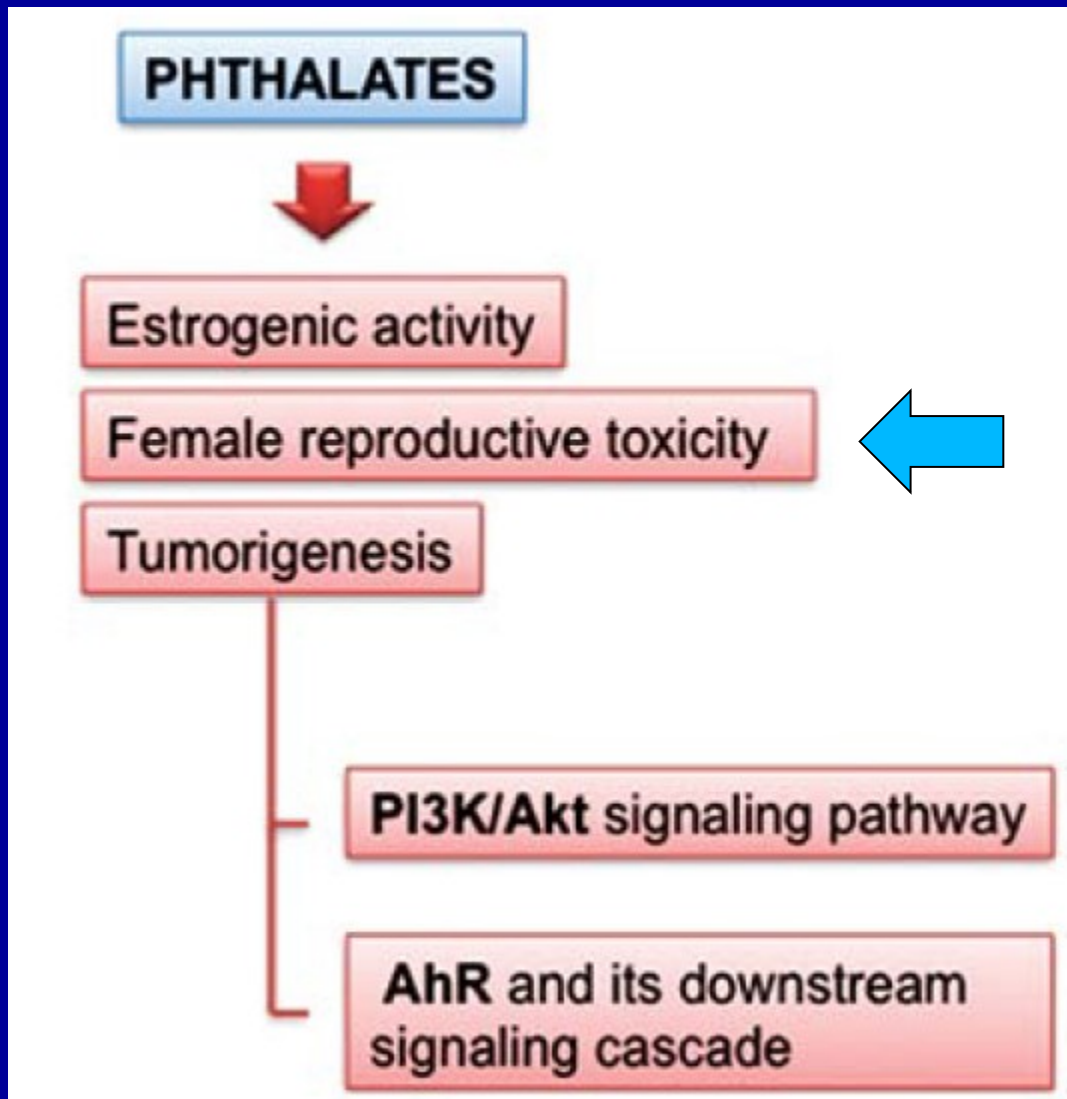 PHTHALATES
Estrogenic activity
Female reproductive toxicity
Tumorigenesis
PI3K/Akt signaling pathway
AhR and its downstream
signaling cascade